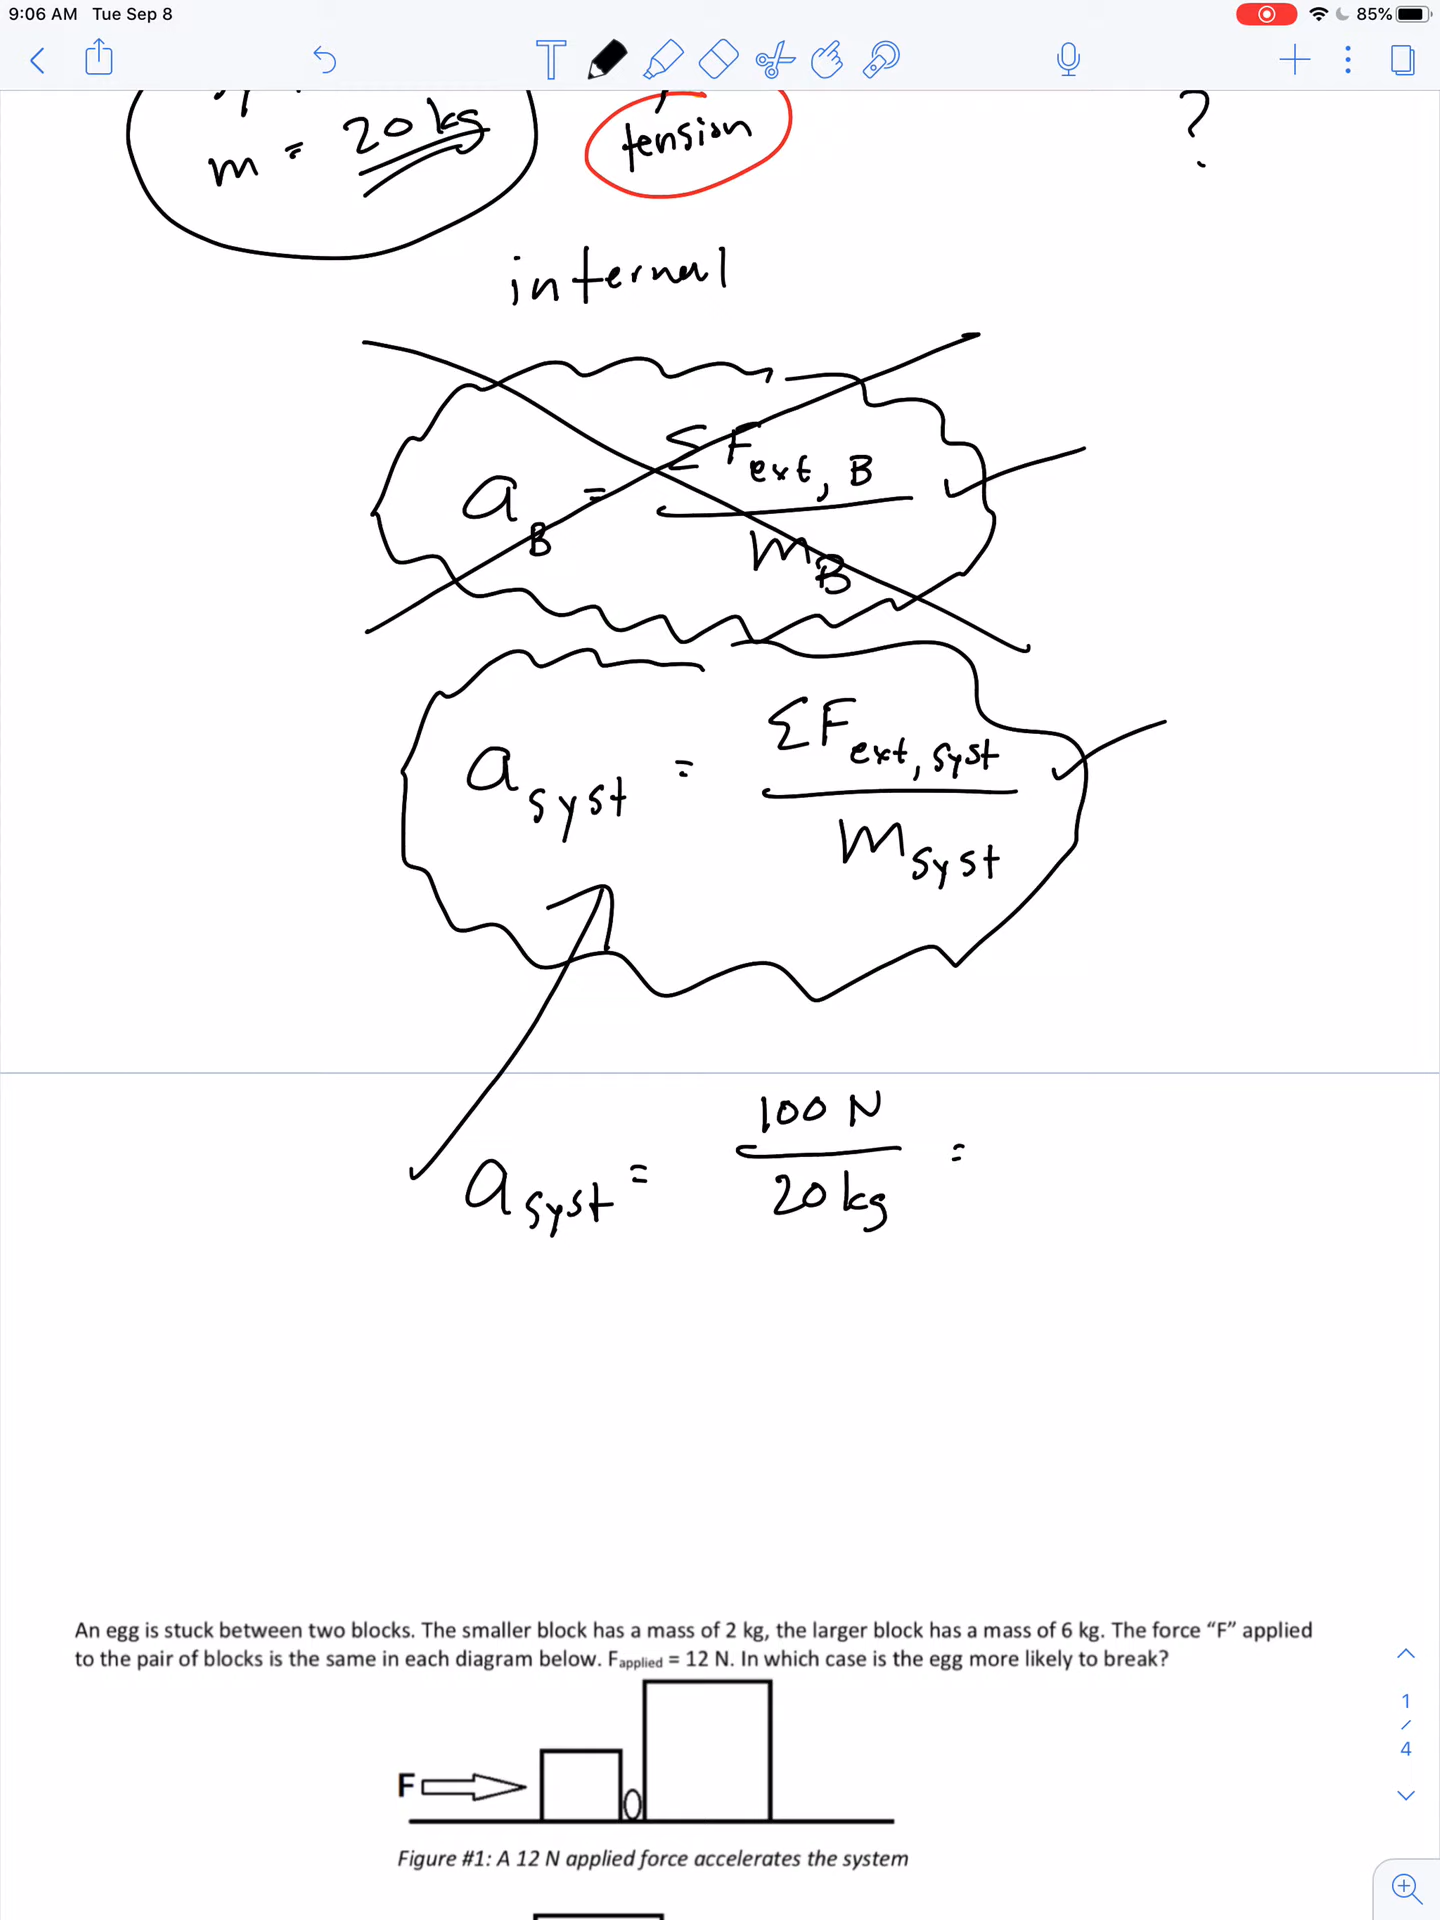 9:06 AM Tue Sep 8
85%
T
m = 20 kg
tension
?
internal
a_B = ΣF_ext, B / m_B
a_syst = ΣF_ext, syst / m_syst
a_syst = 100 N / 20 kg =
An egg is stuck between two blocks. The smaller block has a mass of 2 kg, the larger block has a mass of 6 kg. The force “F” applied
to the pair of blocks is the same in each diagram below. F_applied = 12 N. In which case is the egg more likely to break?
1
/
4
F
Figure #1: A 12 N applied force accelerates the system